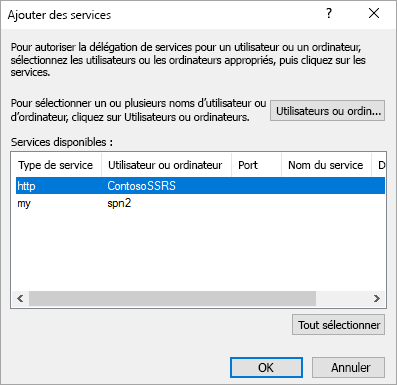 Ajouter des services
Pour autoriser la délégation de services pour un utilisateur ou un ordinateur,
sélectionnez les utilisateurs ou les ordinateurs appropriés, puis cliquez sur les
services.
Pour sélectionner un ou plusieurs noms d'utilisateur ou
d'ordinateur, cliquez sur Utilisateurs ou ordinateurs.
Utilisateurs ou ordin...
Services disponibles :
Type de service Utilisateur ou ordinateur Port Nom du service D
http ContosoSSRS
my spn2
Tout sélectionner
OK Annuler